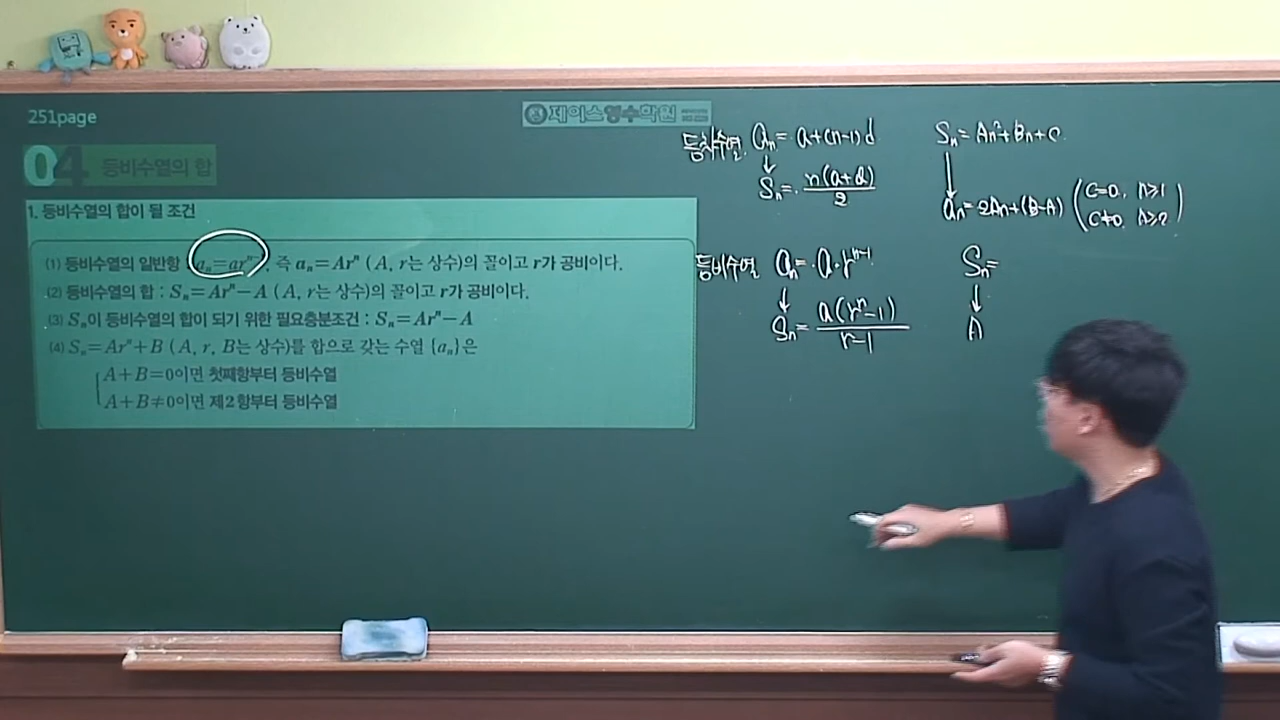 251page
제이스영수학원
04 등비수열의 합
1. 등비수열의 합이 될 조건
(1) 등비수열의 일반항 : aₙ=arⁿ⁻¹, 즉 aₙ=Arⁿ (A, r는 상수)의 꼴이고 r가 공비이다.
(2) 등비수열의 합 : Sₙ=Arⁿ−A (A, r는 상수)의 꼴이고 r가 공비이다.
(3) Sₙ이 등비수열의 합이 되기 위한 필요충분조건 : Sₙ=Arⁿ−A
(4) Sₙ=Arⁿ+B (A, r, B는 상수)를 합으로 갖는 수열 {aₙ}은
A+B=0이면 첫째항부터 등비수열
A+B≠0이면 제2항부터 등비수열
등차수열 aₙ= a+(n-1)d
↓
Sₙ= n(a+l)/2
Sₙ= An²+Bn+C
↓
aₙ=2An+(B-A) (C=0, n≥1
C≠0, n≥2)
등비수열 aₙ= a·rⁿ⁻¹
↓
Sₙ= a(rⁿ-1)/r-1
Sₙ=
↓
A